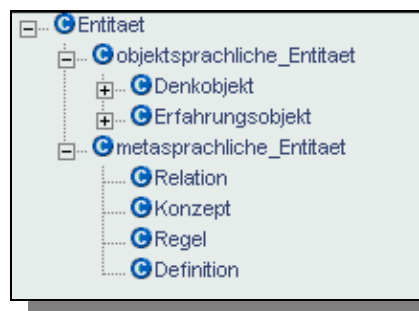 Entitaet
objektsprachliche_Entitaet
Denkobjekt
Erfahrungsobjekt
metasprachliche_Entitaet
Relation
Konzept
Regel
Definition